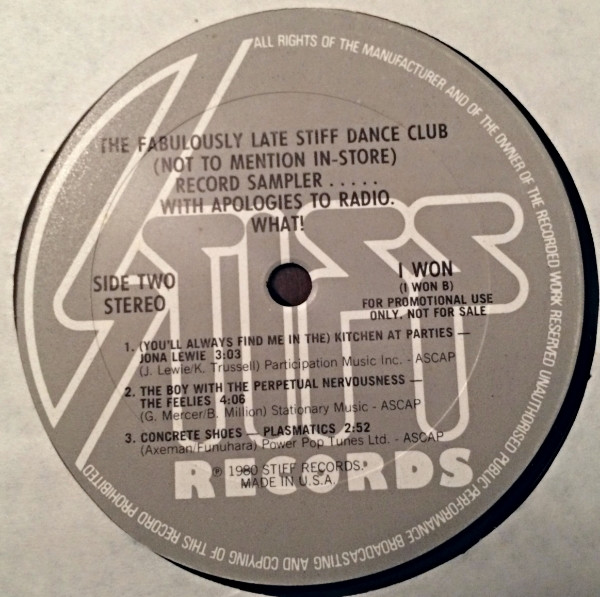 ALL RIGHTS OF THE MANUFACTURER AND OF THE OWNER OF THE RECORDED WORK RESERVED UNAUTHORISED PUBLIC PERFORMANCE BROADCASTING AND COPYING OF THIS RECORD PROHIBITED
THE FABULOUSLY LATE STIFF DANCE CLUB
(NOT TO MENTION IN-STORE)
RECORD SAMPLER . . . . .
WITH APOLOGIES TO RADIO.
WHAT!
STIFF
SIDE TWO
STEREO
I WON
(I WON B)
FOR PROMOTIONAL USE
ONLY, NOT FOR SALE
1. (YOU'LL ALWAYS FIND ME IN THE) KITCHEN AT PARTIES —
JONA LEWIE 3:03
(J. Lewie/K. Trussell) Participation Music Inc. - ASCAP
2. THE BOY WITH THE PERPETUAL NERVOUSNESS —
THE FEELIES 4:06
(G. Mercer/B. Million) Stationary Music - ASCAP
3. CONCRETE SHOES — PLASMATICS 2:52
(Axeman/Funuhara) Power Pop Tunes Ltd. - ASCAP
℗ 1980 STIFF RECORDS.
MADE IN U.S.A.
RECORDS